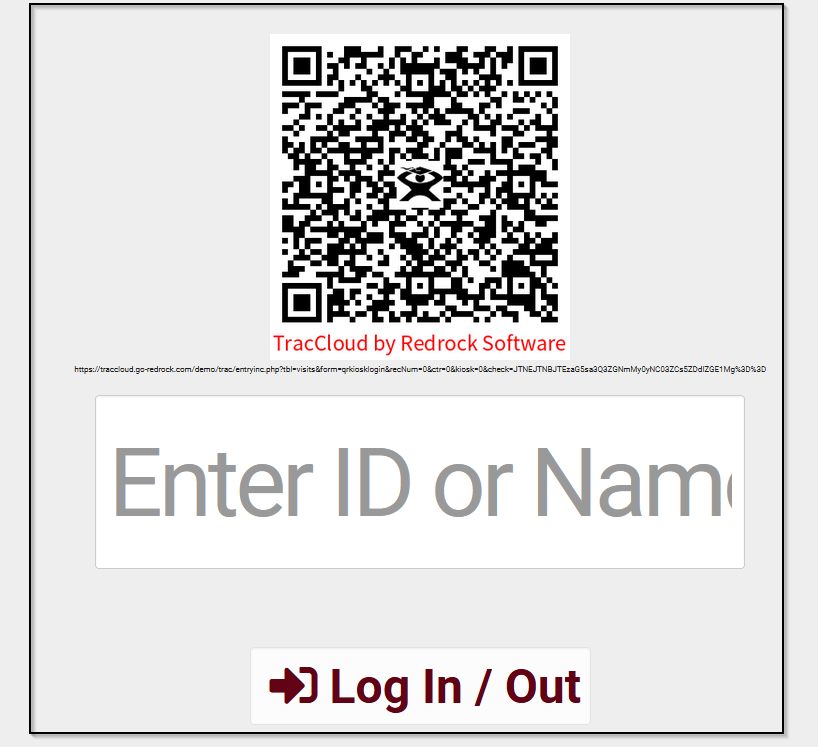 TracCloud by Redrock Software
https://traccloud.go-redrock.com/demo/trac/entryinc.php?tbl=visits&form=qrkiosklogin&recNum=0&ctr=0&kiosk=0&check=JTNEJTNBJTEzaG5sa3Q3ZGNmMy0yNC03ZCs5ZDdlZGE1Mg%3D%3D
Enter ID or Name
Log In / Out